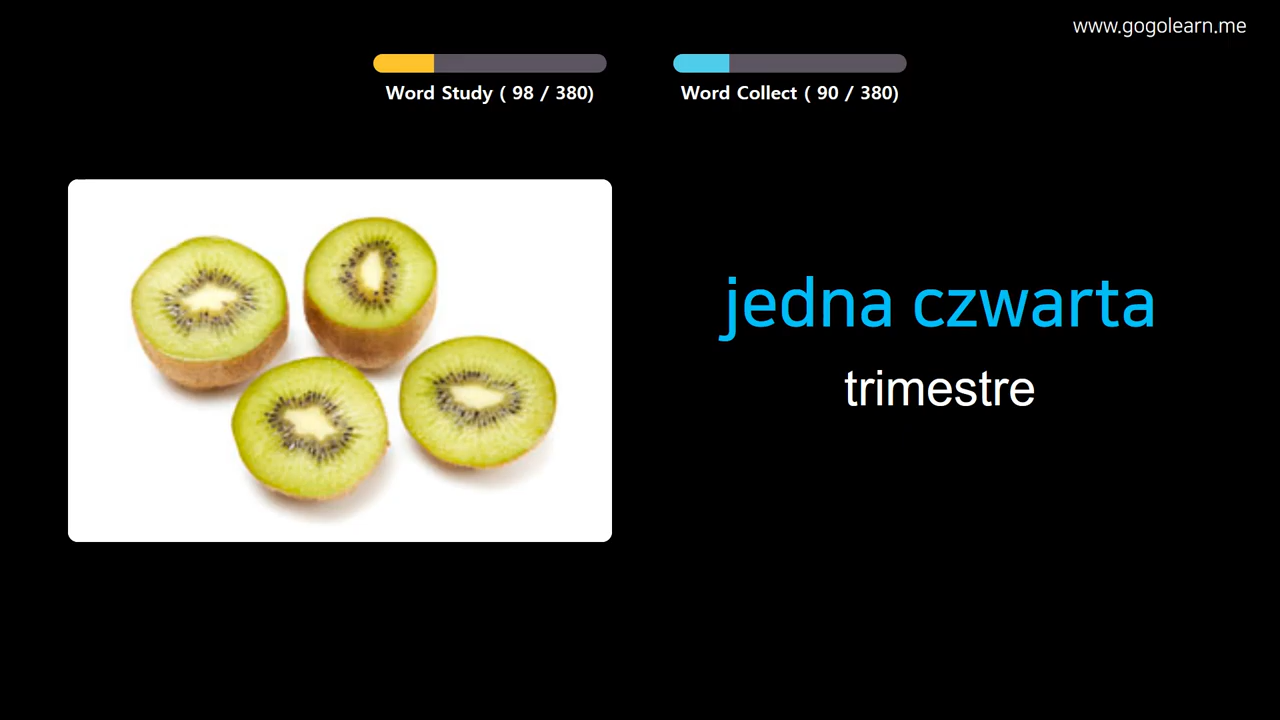 www.gogolearn.me
Word Study ( 98 / 380)
Word Collect ( 90 / 380)
jedna czwarta
trimestre